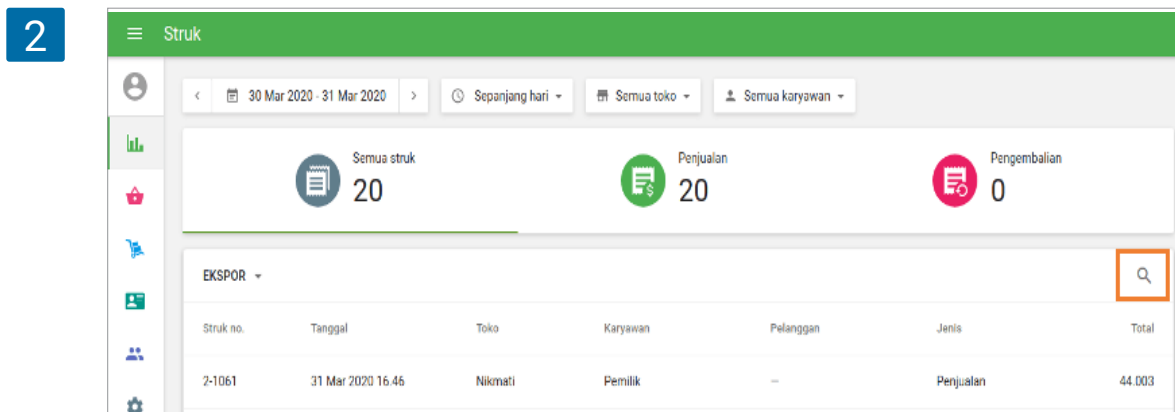 2
Struk
30 Mar 2020 - 31 Mar 2020 Sepanjang hari Semua toko Semua karyawan
Semua struk Penjualan Pengembalian
20 20 0
EKSPOR
Struk no. Tanggal Toko Karyawan Pelanggan Jenis Total
2-1061 31 Mar 2020 16.46 Nikmati Pemilik — Penjualan 44.003